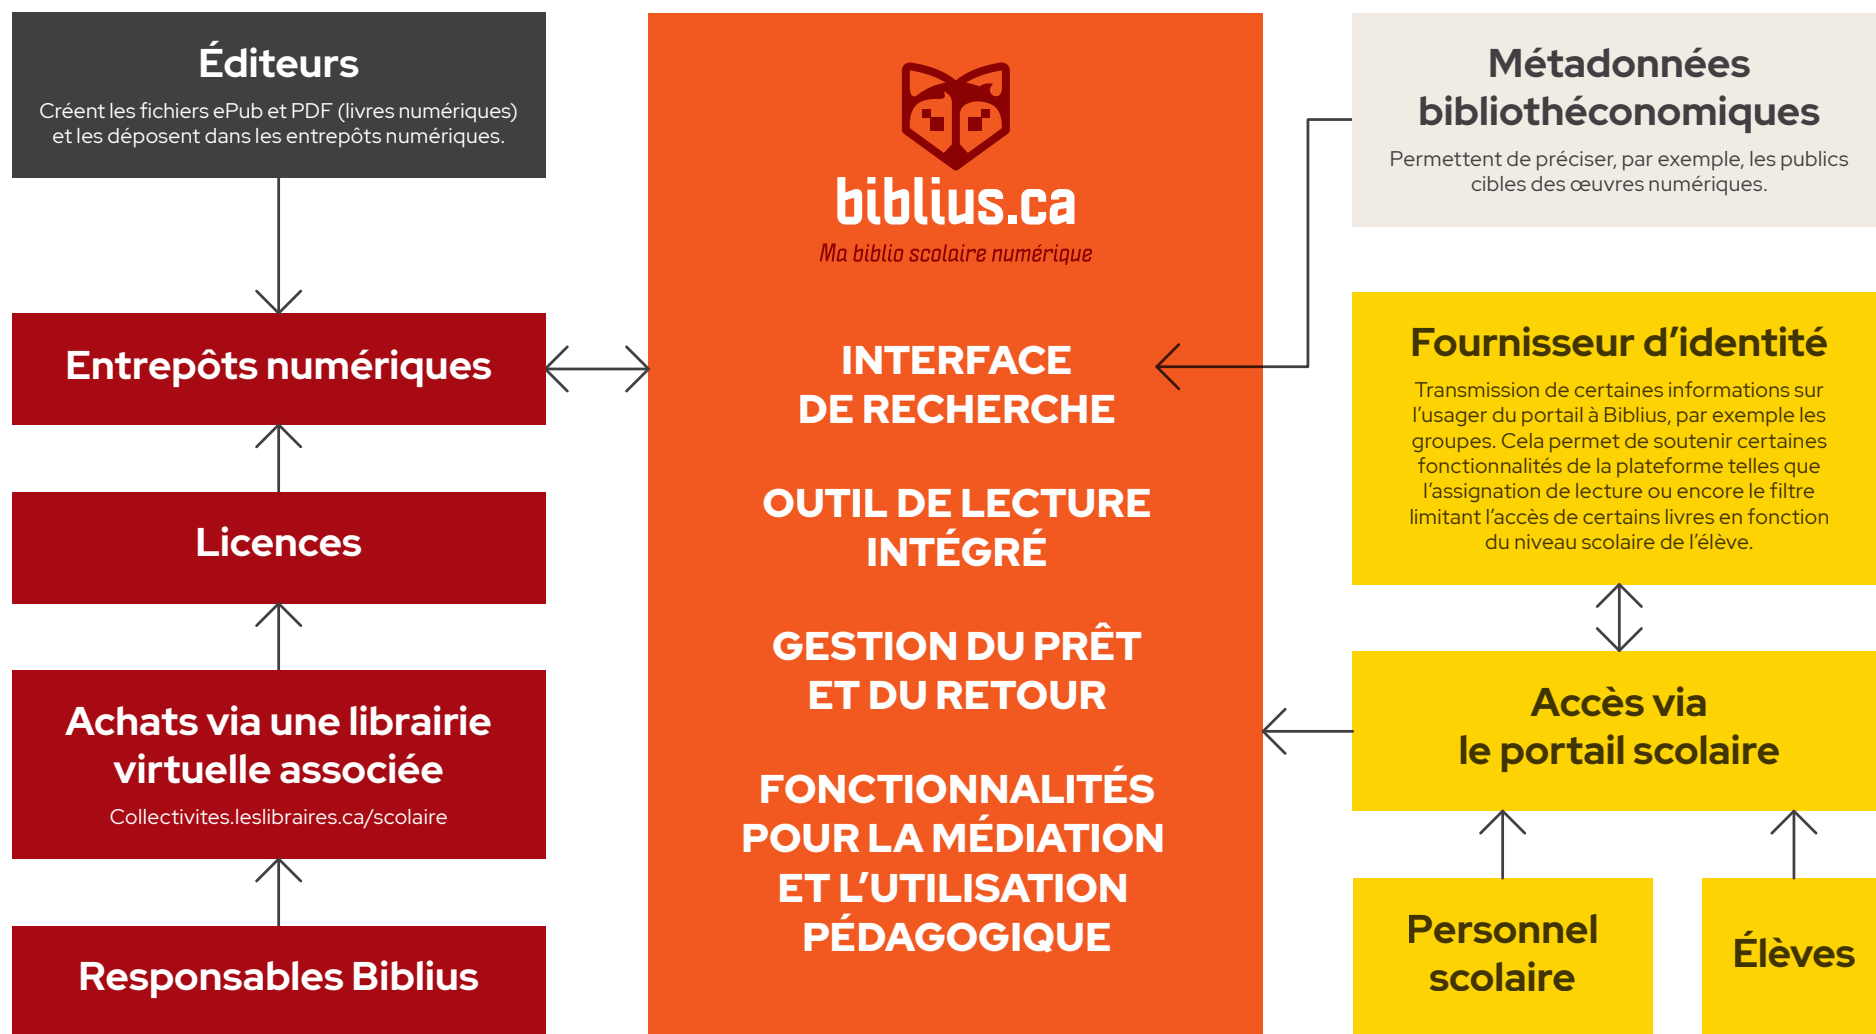 Éditeurs
Créent les fichiers ePub et PDF (livres numériques)
et les déposent dans les entrepôts numériques.
Entrepôts numériques
Licences
Achats via une librairie
virtuelle associée
Collectivites.leslibraires.ca/scolaire
Responsables Biblius
biblius.ca
Ma biblio scolaire numérique
INTERFACE
DE RECHERCHE
OUTIL DE LECTURE
INTÉGRÉ
GESTION DU PRÊT
ET DU RETOUR
FONCTIONNALITÉS
POUR LA MÉDIATION
ET L’UTILISATION
PÉDAGOGIQUE
Métadonnées
bibliothéconomiques
Permettent de préciser, par exemple, les publics
cibles des œuvres numériques.
Fournisseur d’identité
Transmission de certaines informations sur
l’usager du portail à Biblius, par exemple les
groupes. Cela permet de soutenir certaines
fonctionnalités de la plateforme telles que
l’assignation de lecture ou encore le filtre
limitant l’accès de certains livres en fonction
du niveau scolaire de l’élève.
Accès via
le portail scolaire
Personnel
scolaire
Élèves